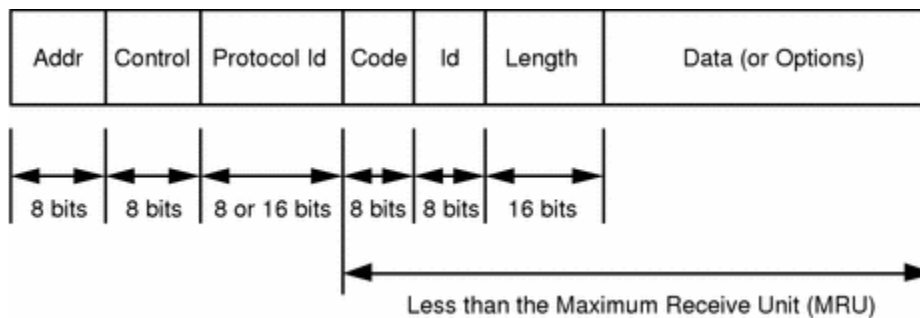 Addr Control Protocol Id Code Id Length Data (or Options)
8 bits 8 bits 8 or 16 bits 8 bits 8 bits 16 bits
Less than the Maximum Receive Unit (MRU)